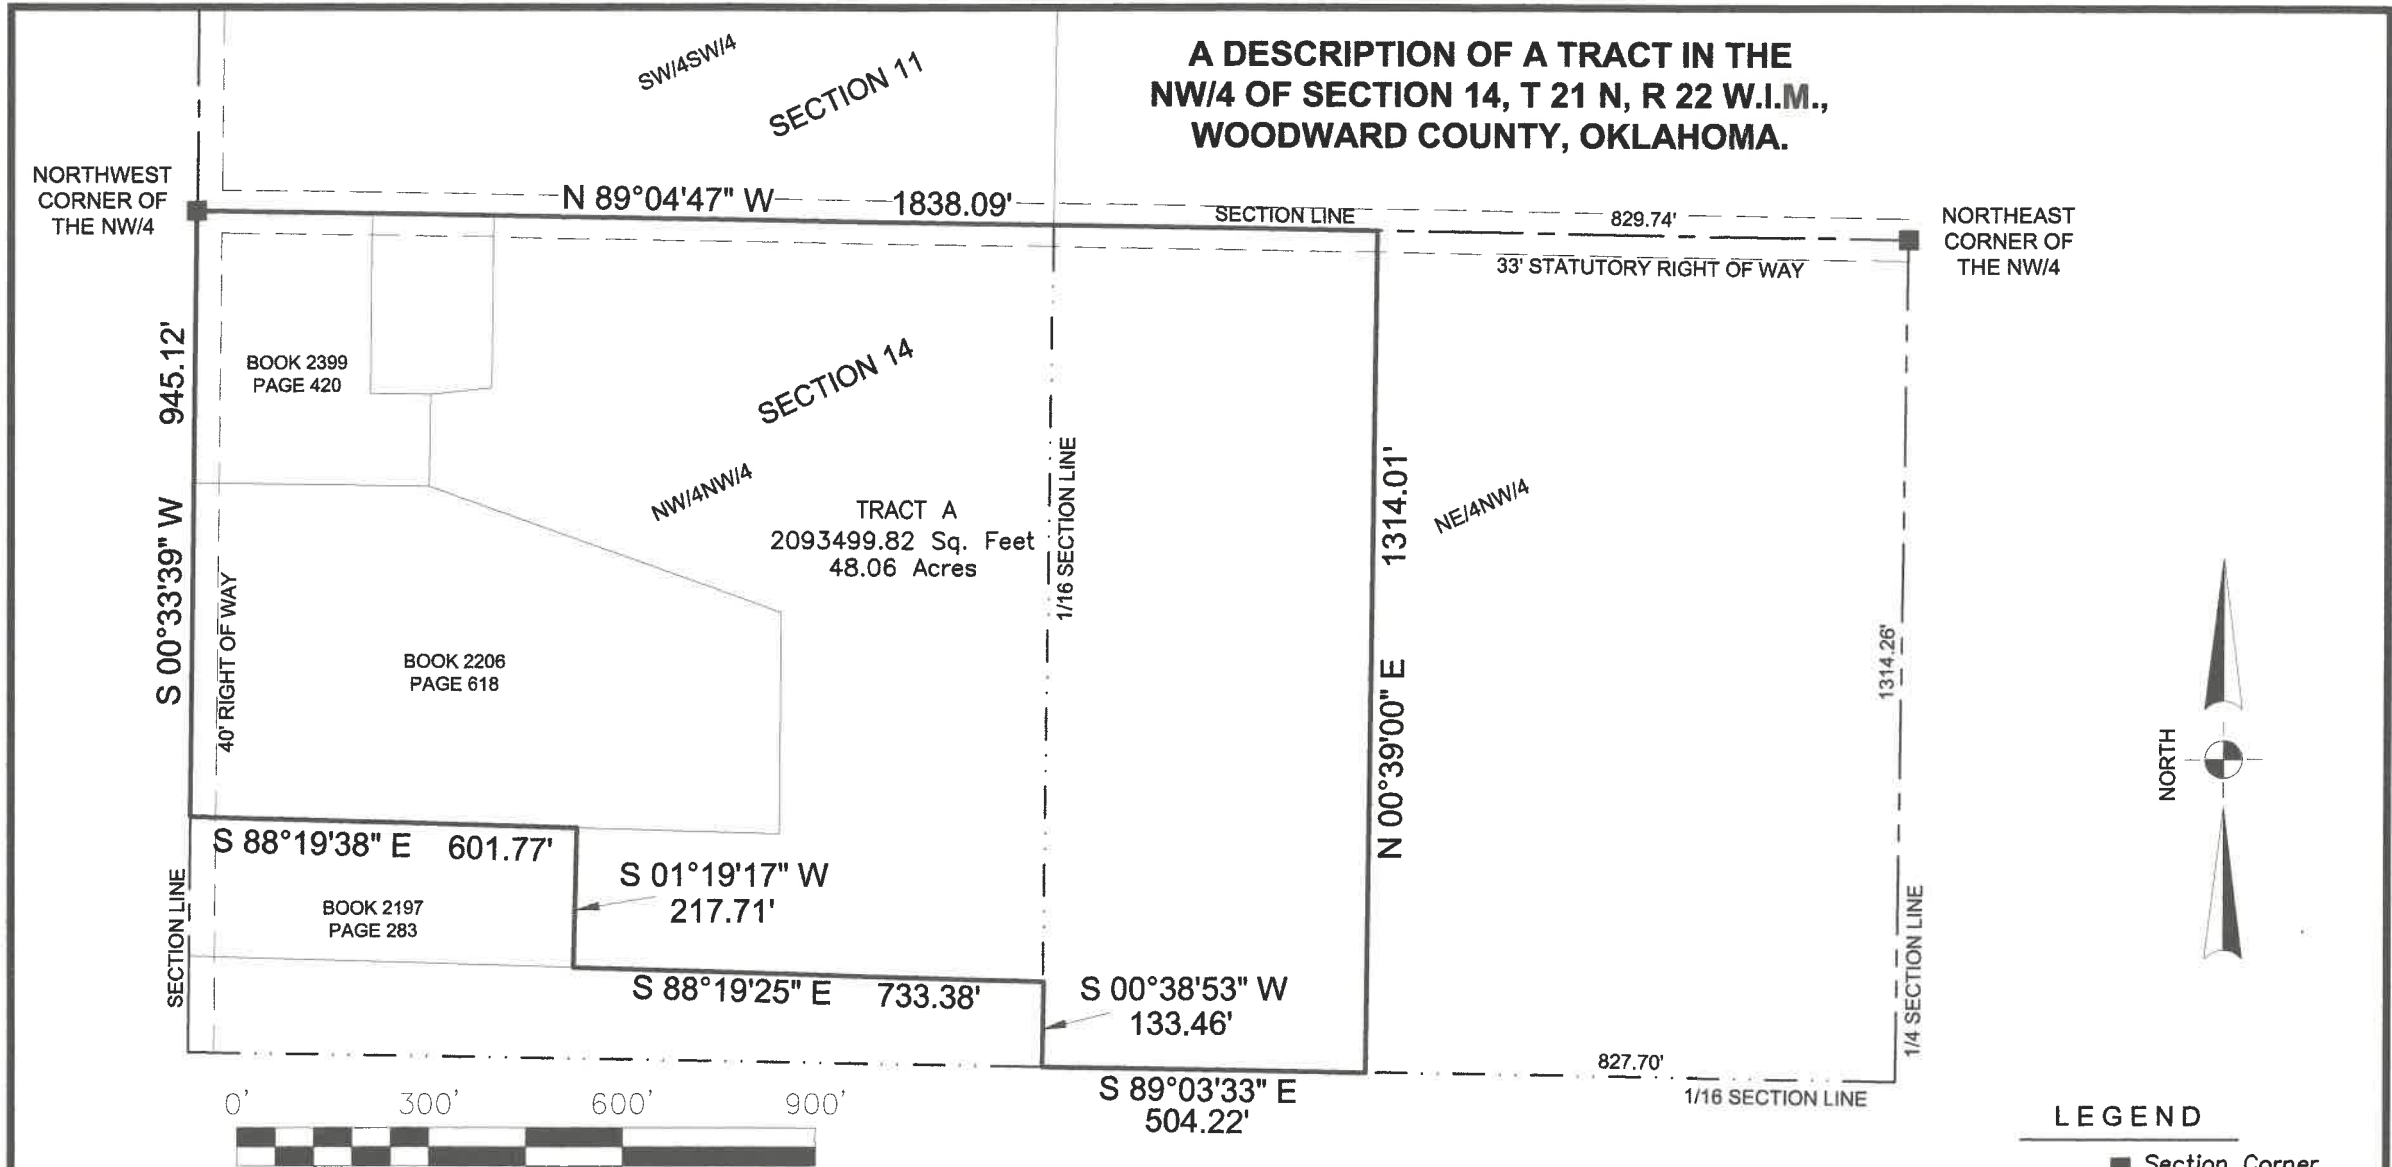 A DESCRIPTION OF A TRACT IN THE
NW/4 OF SECTION 14, T 21 N, R 22 W.I.M.,
WOODWARD COUNTY, OKLAHOMA.
SW/4SW/4
SECTION 11
NORTHWEST
CORNER OF
THE NW/4
N 89°04'47" W 1838.09'
SECTION LINE
829.74'
NORTHEAST
CORNER OF
THE NW/4
33' STATUTORY RIGHT OF WAY
945.12'
S 00°33'39" W
40' RIGHT OF WAY
BOOK 2399
PAGE 420
SECTION 14
NW/4NW/4
TRACT A
2093499.82 Sq. Feet
48.06 Acres
1/16 SECTION LINE
1314.01'
N 00°39'00" E
NE/4NW/4
1314.26'
BOOK 2206
PAGE 618
NORTH
S 88°19'38" E 601.77'
S 01°19'17" W
217.71'
SECTION LINE
BOOK 2197
PAGE 283
S 88°19'25" E 733.38'
S 00°38'53" W
133.46'
1/4 SECTION LINE
827.70'
S 89°03'33" E
504.22'
1/16 SECTION LINE
0' 300' 600' 900'
LEGEND
Section Corner